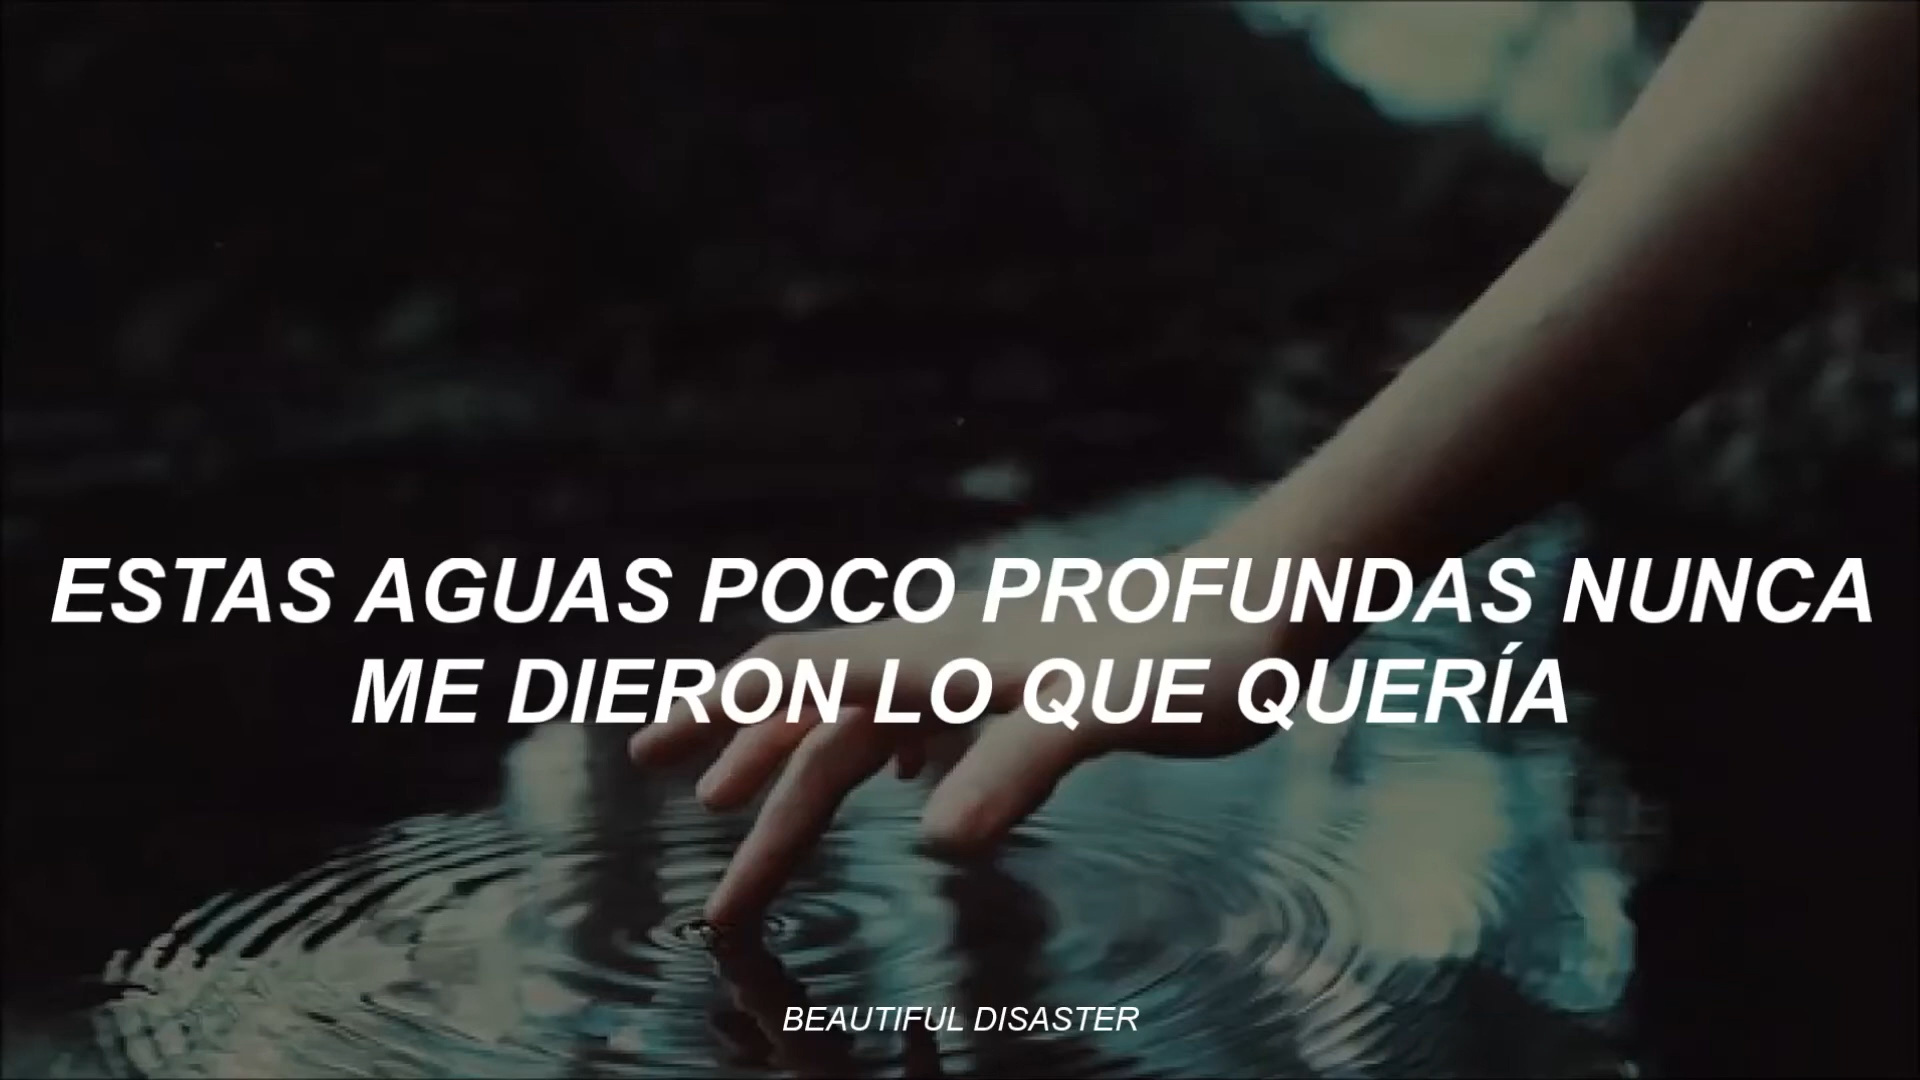 ESTAS AGUAS POCO PROFUNDAS NUNCA
ME DIERON LO QUE QUERÍA
BEAUTIFUL DISASTER